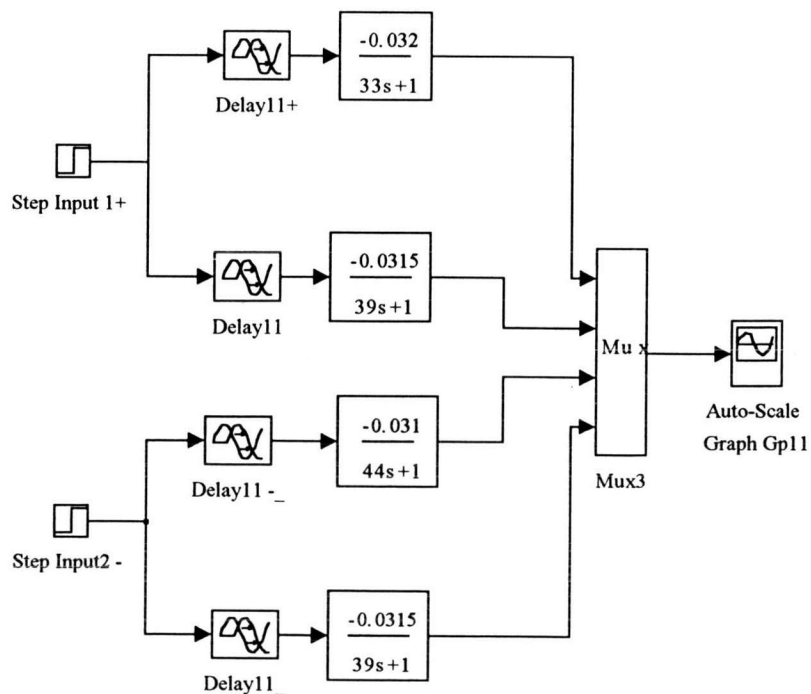 -0.032
33s+1
Delay11+
Step Input 1+
-0.0315
39s+1
Delay11
Mu x
Auto-Scale
Graph Gp11
-0.031
44s+1
Delay11 -_
Mux3
Step Input2 -
-0.0315
39s+1
Delay11_